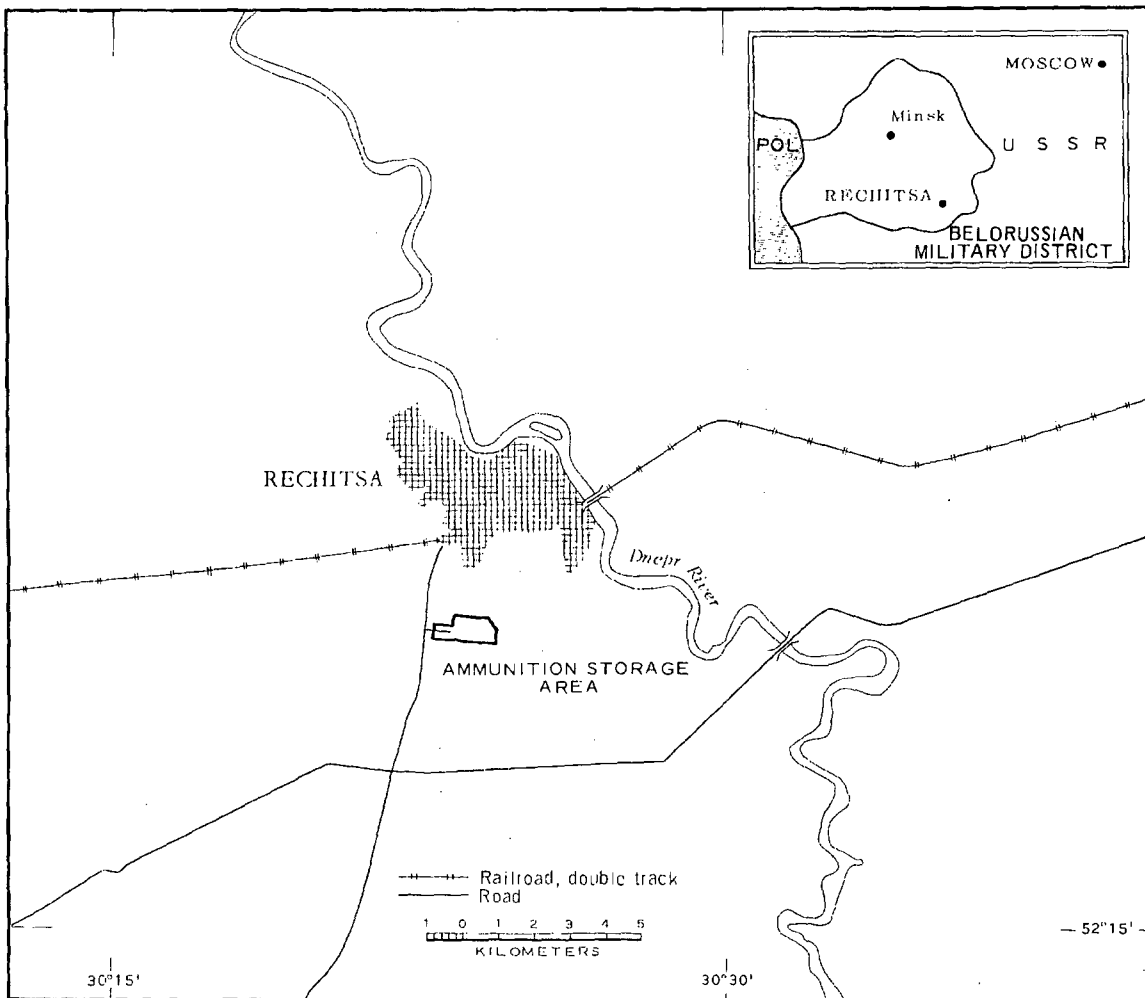 MOSCOW
Minsk
POL
U S S R
RECHITSA
BELORUSSIAN
MILITARY DISTRICT
RECHITSA
Dnepr River
AMMUNITION STORAGE
AREA
Railroad, double track
Road
1 0 1 2 3 4 5
KILOMETERS
52°15'
30°15'
30°30'